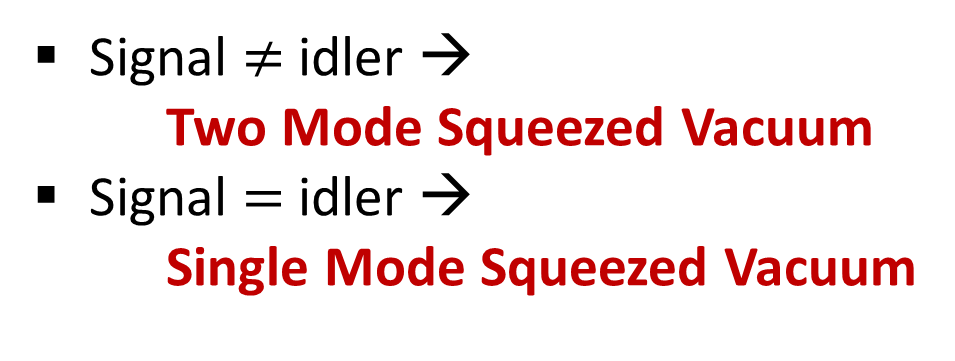 ▪ Signal ≠ idler →
Two Mode Squeezed Vacuum
▪ Signal = idler →
Single Mode Squeezed Vacuum